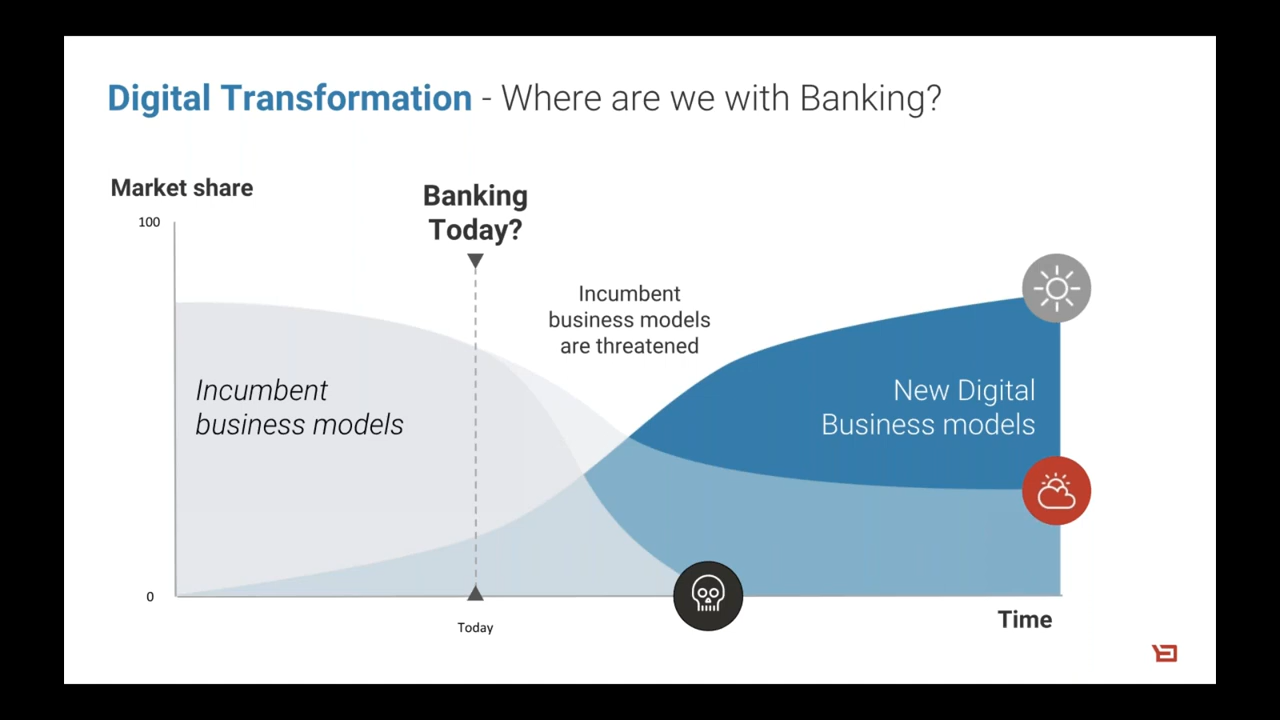 Digital Transformation - Where are we with Banking?
Market share
100
Banking
Today?
Incumbent
business models
are threatened
Incumbent
business models
New Digital
Business models
0
Today
Time